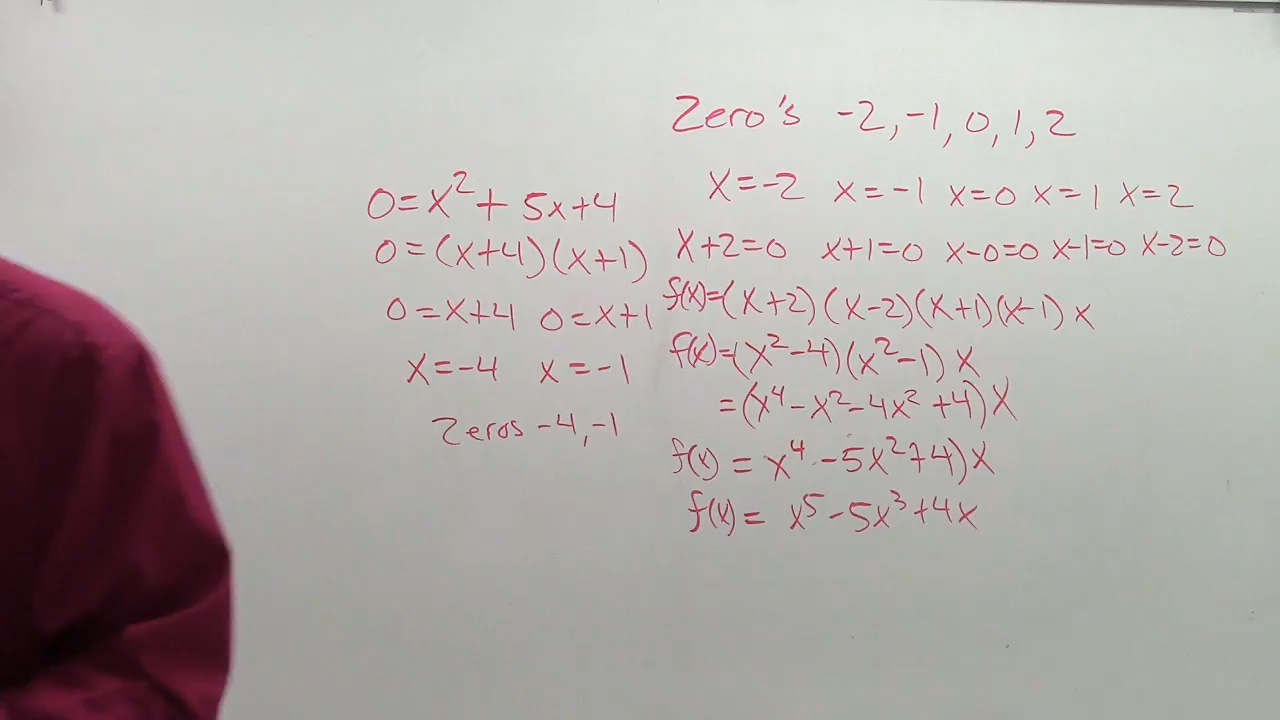 0=x²+5x+4
0=(x+4)(x+1)
0=x+4 0=x+1
x=-4 x=-1
Zeros -4,-1
Zero's -2,-1,0,1,2
x=-2 x=-1 x=0 x=1 x=2
x+2=0 x+1=0 x-0=0 x-1=0 x-2=0
f(x)=(x+2)(x-2)(x+1)(x-1)x
f(x)=(x²-4)(x²-1)x
=(x⁴-x²-4x²+4)x
f(x)=x⁴-5x²+4)x
f(x)=x⁵-5x³+4x